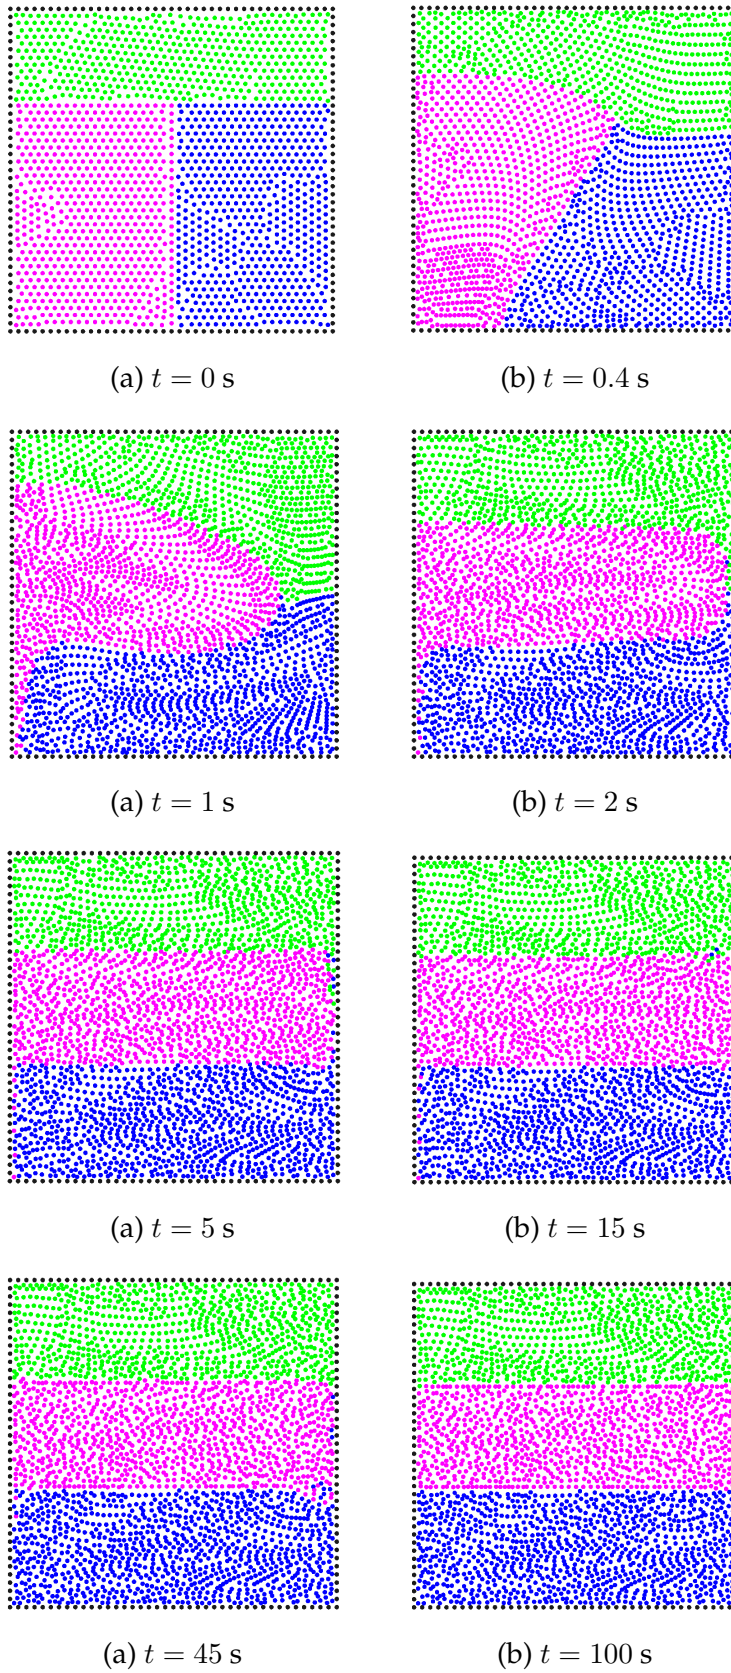 (a) t = 0 s
(b) t = 0.4 s
(a) t = 1 s
(b) t = 2 s
(a) t = 5 s
(b) t = 15 s
(a) t = 45 s
(b) t = 100 s